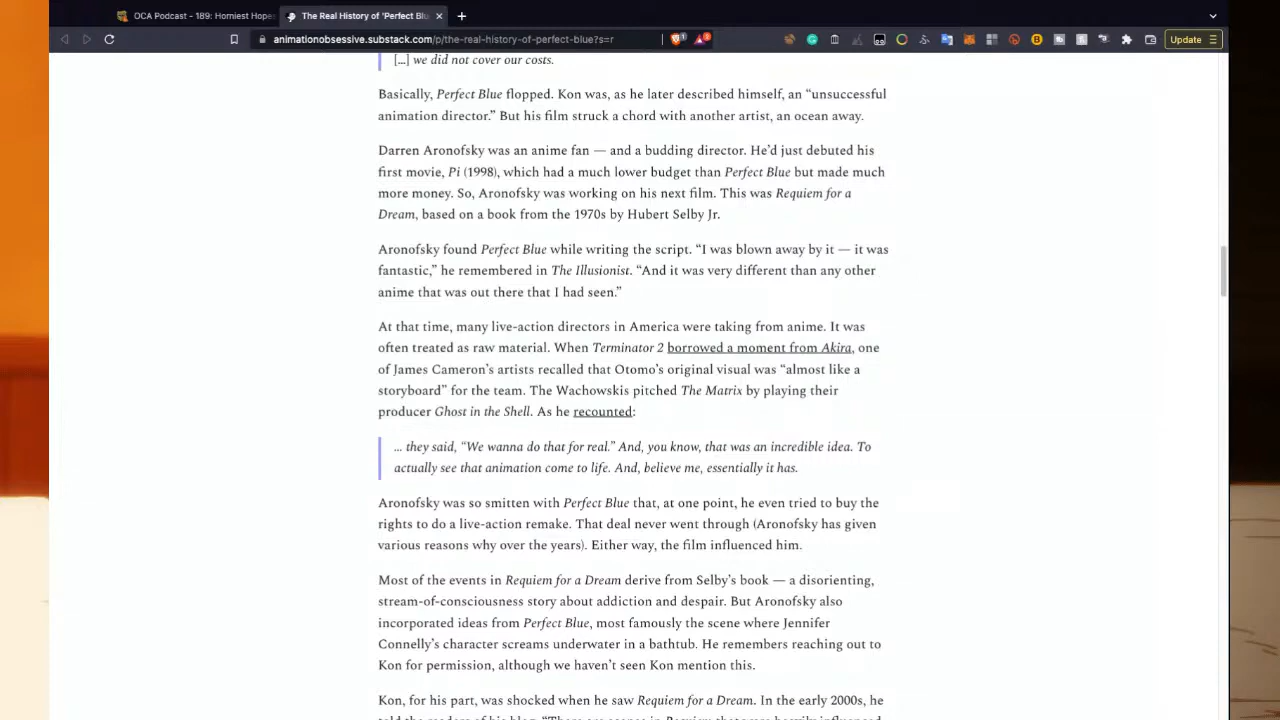 OCA Podcast - 189: Horniest Hope
The Real History of 'Perfect Blu
Update
animationobsessive.substack.com/p/the-real-history-of-perfect-blue?s=r
[...] we did not cover our costs.
Basically, Perfect Blue flopped. Kon was, as he later described himself, an “unsuccessful
animation director.” But his film struck a chord with another artist, an ocean away.
Darren Aronofsky was an anime fan — and a budding director. He’d just debuted his
first movie, Pi (1998), which had a much lower budget than Perfect Blue but made much
more money. So, Aronofsky was working on his next film. This was Requiem for a
Dream, based on a book from the 1970s by Hubert Selby Jr.
Aronofsky found Perfect Blue while writing the script. “I was blown away by it — it was
fantastic,” he remembered in The Illusionist. “And it was very different than any other
anime that was out there that I had seen.”
At that time, many live-action directors in America were taking from anime. It was
often treated as raw material. When Terminator 2 borrowed a moment from Akira, one
of James Cameron’s artists recalled that Otomo’s original visual was “almost like a
storyboard” for the team. The Wachowskis pitched The Matrix by playing their
producer Ghost in the Shell. As he recounted:
... they said, “We wanna do that for real.” And, you know, that was an incredible idea. To
actually see that animation come to life. And, believe me, essentially it has.
Aronofsky was so smitten with Perfect Blue that, at one point, he even tried to buy the
rights to do a live-action remake. That deal never went through (Aronofsky has given
various reasons why over the years). Either way, the film influenced him.
Most of the events in Requiem for a Dream derive from Selby’s book — a disorienting,
stream-of-consciousness story about addiction and despair. But Aronofsky also
incorporated ideas from Perfect Blue, most famously the scene where Jennifer
Connelly’s character screams underwater in a bathtub. He remembers reaching out to
Kon for permission, although we haven’t seen Kon mention this.
Kon, for his part, was shocked when he saw Requiem for a Dream. In the early 2000s, he
told the readers of his blog: “There are scenes in Requiem that were heavily influenced